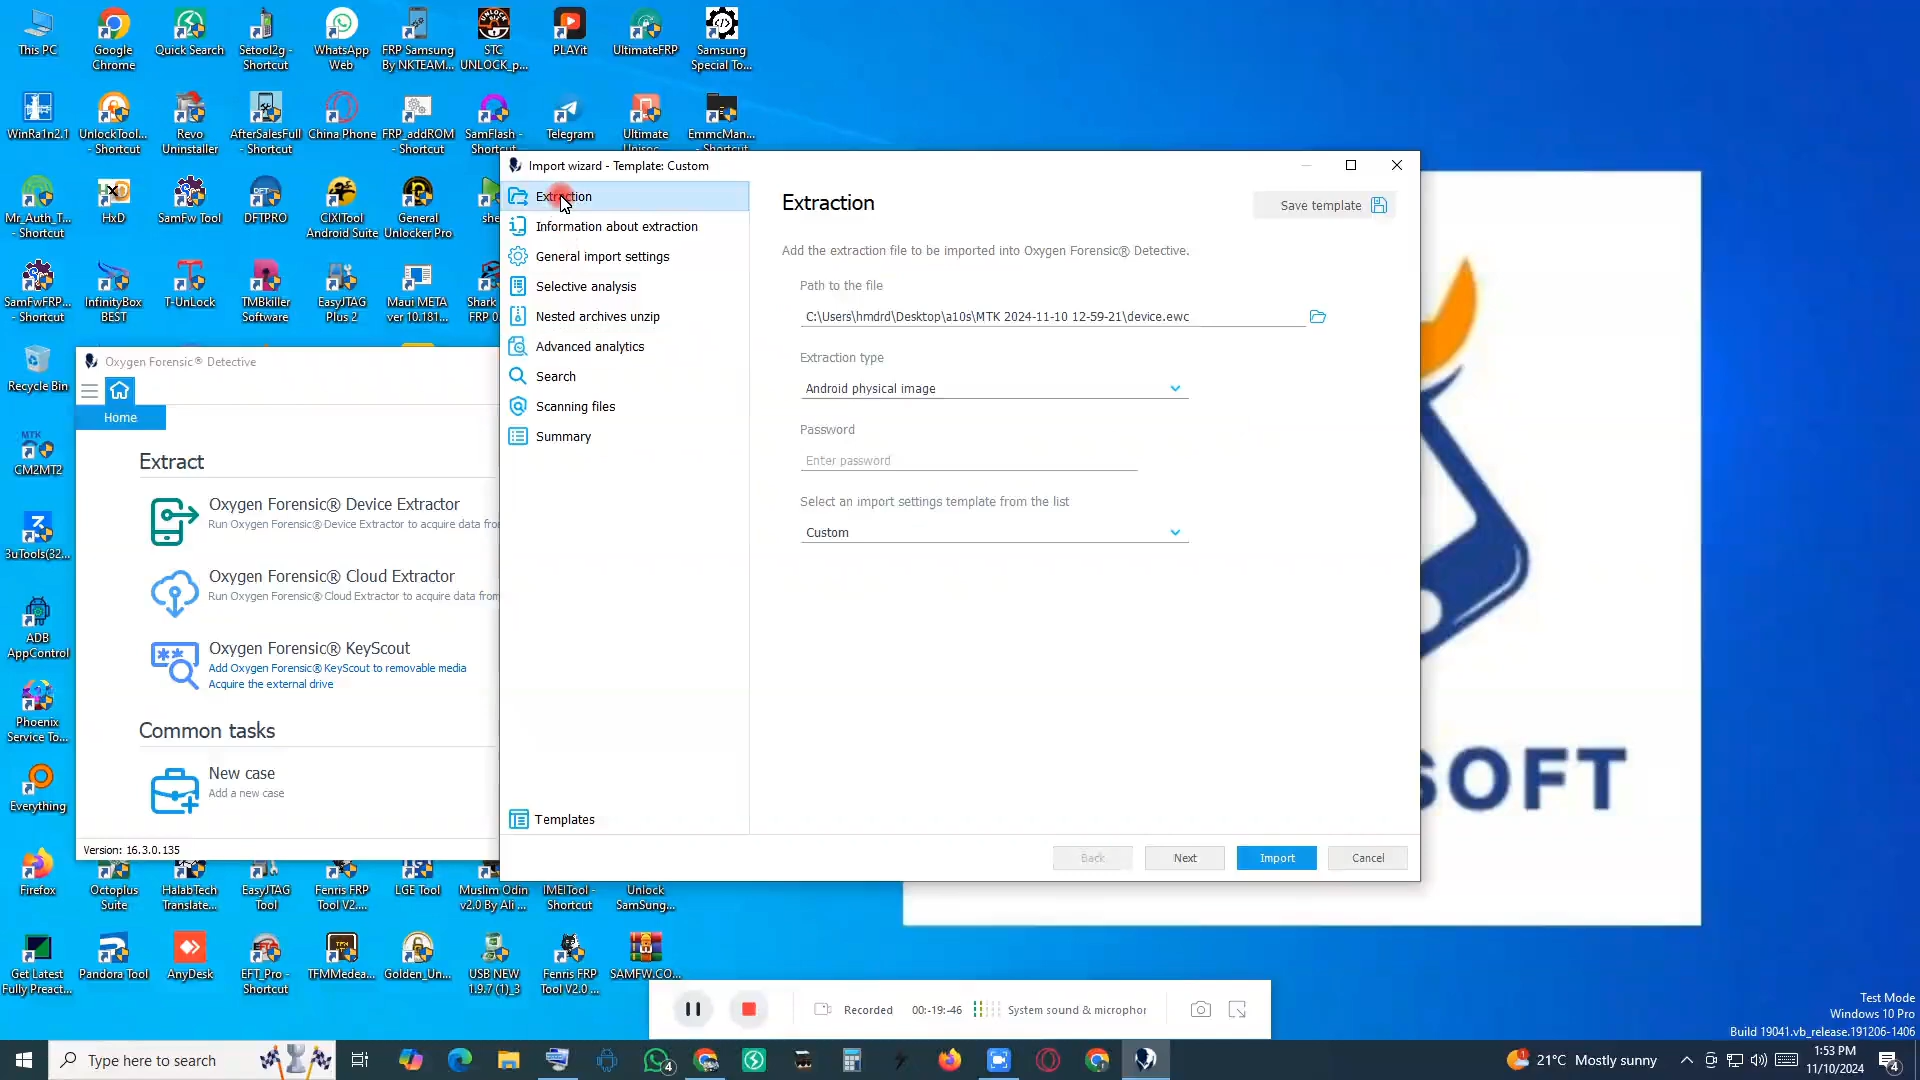 This PC
Google
Chrome
Quick Search
Setool2g -
Shortcut
WhatsApp
Web
FRP Samsung
By NKTEAM...
STC
UNLOCK_p...
PLAYit
UltimateFRP
Samsung
Special To...
WinRa1n2.1
UnlockTool...
- Shortcut
Revo
Uninstaller
AfterSalesFull
- Shortcut
China Phone
FRP_addROM
- Shortcut
SamFlash -
Shortcut
Telegram
Ultimate
Unisoc
EmmcMan...
- Shortcut
Mr_Auth_T...
- Shortcut
HxD
SamFw Tool
DFTPRO
CIXITool
Android Suite
General
Unlocker Pro
she
SamFwFRP...
- Shortcut
InfinityBox
BEST
T-UnLock
TMBkiller
Software
EasyJTAG
Plus 2
Maui META
ver 10.181...
Shark
FRP 0.
Recycle Bin
MTK
CM2MT2
3uTools(32...
ADB
AppControl
Phoenix
Service To...
Everything
Firefox
Octoplus
Suite
HalabTech
Translate...
EasyJTAG
Tool
Fenris FRP
Tool V2....
LGE Tool
Muslim Odin
v2.0 By Ali ...
IMEITool -
Shortcut
Unlock
SamSung...
Get Latest
Fully Preact...
Pandora Tool
AnyDesk
EFT_Pro -
Shortcut
TFMMedea...
Golden_Un...
USB NEW
1.9.7 (1)_3
Fenris FRP
Tool V2.0 ...
SAMFW.CO...
Oxygen Forensic® Detective
Home
Extract
Oxygen Forensic® Device Extractor
Run Oxygen Forensic® Device Extractor to acquire data from
Oxygen Forensic® Cloud Extractor
Run Oxygen Forensic® Cloud Extractor to acquire data from
Oxygen Forensic® KeyScout
Add Oxygen Forensic® KeyScout to removable media
Acquire the external drive
Common tasks
New case
Add a new case
Version: 16.3.0.135
Import wizard - Template: Custom
Extraction
Information about extraction
General import settings
Selective analysis
Nested archives unzip
Advanced analytics
Search
Scanning files
Summary
Templates
Extraction
Save template
Add the extraction file to be imported into Oxygen Forensic® Detective.
Path to the file
C:\Users\hmdrd\Desktop\a10s\MTK 2024-11-10 12-59-21\device.ewc
Extraction type
Android physical image
Password
Enter password
Select an import settings template from the list
Custom
Back
Next
Import
Cancel
SOFT
Recorded
00:-19:-46
System sound & microphor
Test Mode
Windows 10 Pro
Build 19041.vb_release.191206-1406
Type here to search
4
21°C Mostly sunny
1:53 PM
11/10/2024
4